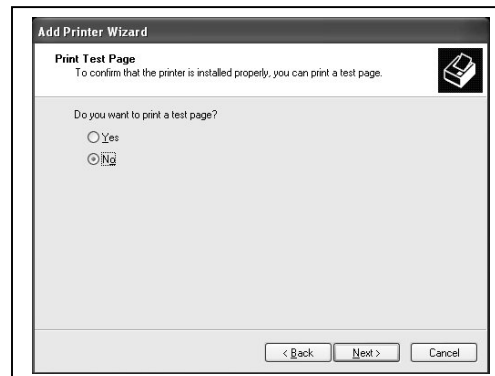 Add Printer Wizard
Print Test Page
To confirm that the printer is installed properly, you can print a test page.
Do you want to print a test page?
Yes
No
< Back
Next >
Cancel